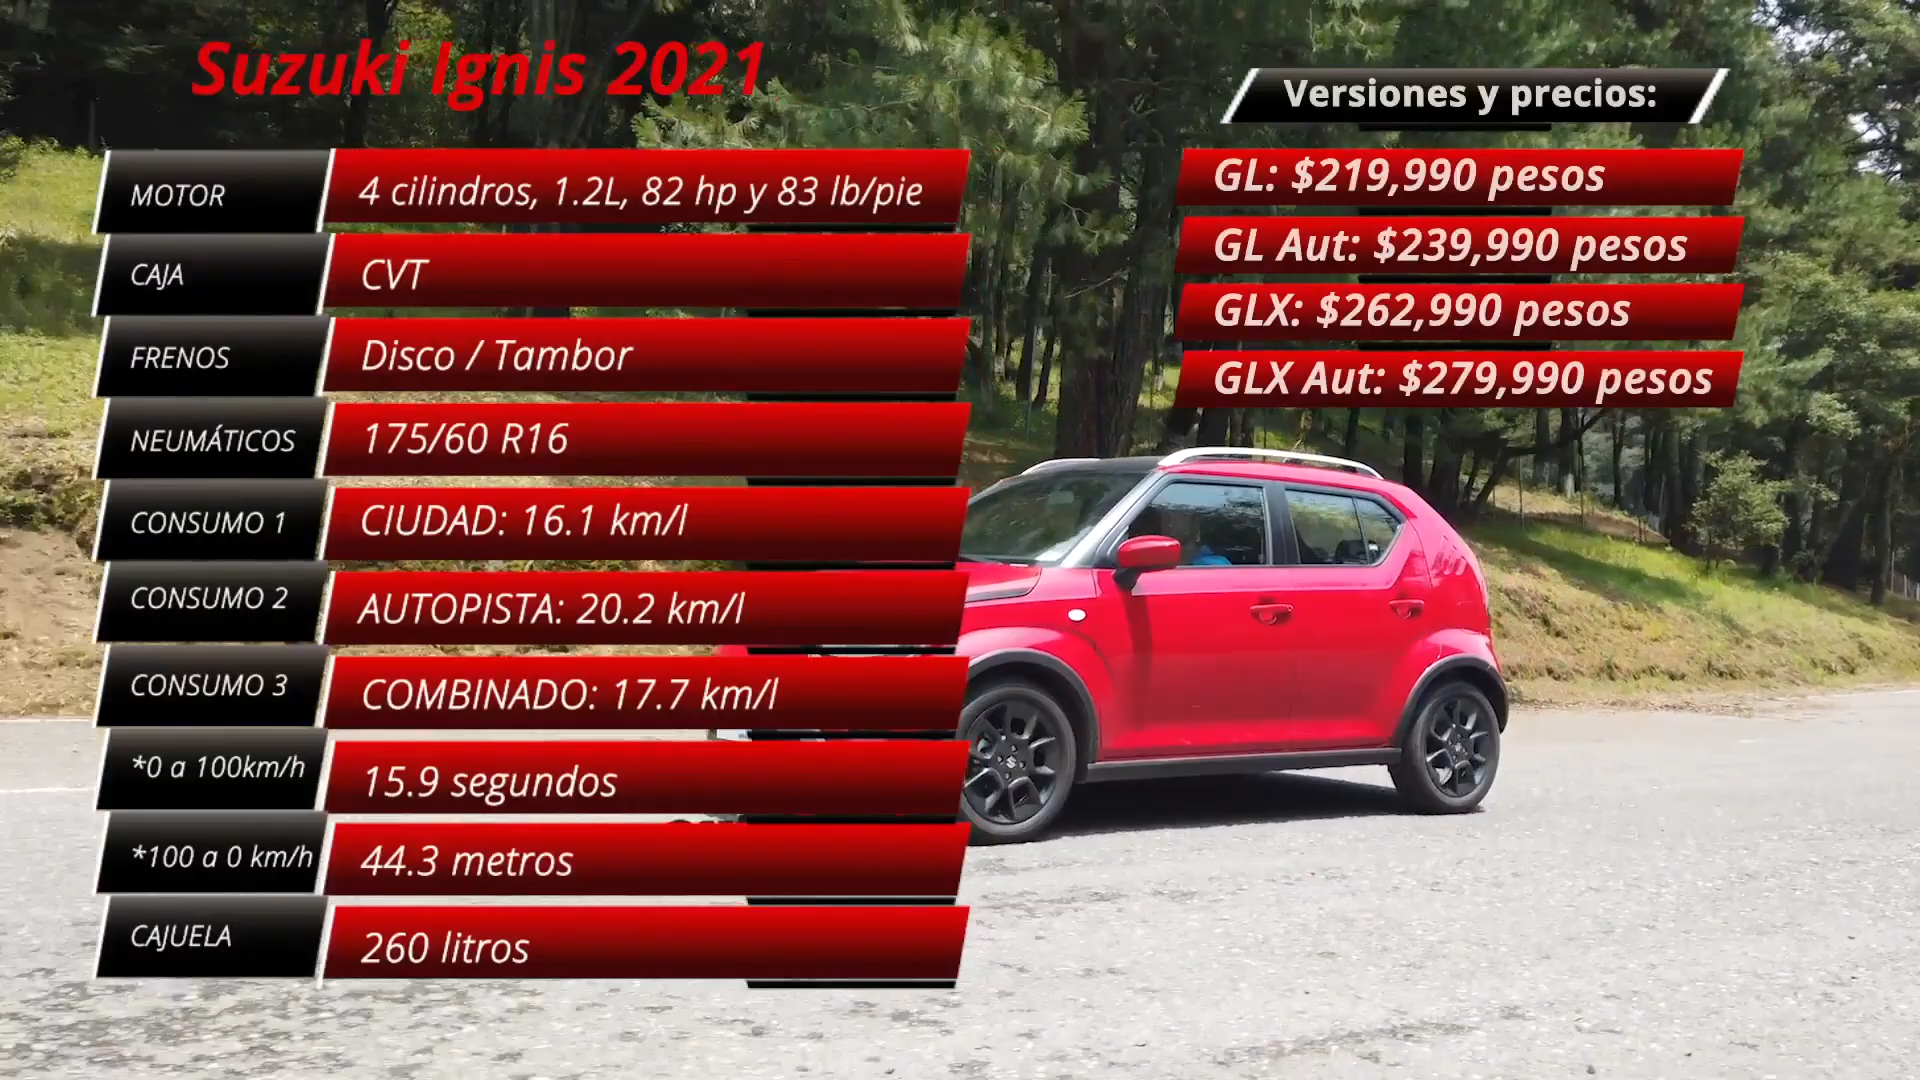 Suzuki Ignis 2021
MOTOR 4 cilindros, 1.2L, 82 hp y 83 lb/pie
CAJA CVT
FRENOS Disco / Tambor
NEUMÁTICOS 175/60 R16
CONSUMO 1 CIUDAD: 16.1 km/l
CONSUMO 2 AUTOPISTA: 20.2 km/l
CONSUMO 3 COMBINADO: 17.7 km/l
*0 a 100km/h 15.9 segundos
*100 a 0 km/h 44.3 metros
CAJUELA 260 litros
Versiones y precios:
GL: $219,990 pesos
GL Aut: $239,990 pesos
GLX: $262,990 pesos
GLX Aut: $279,990 pesos